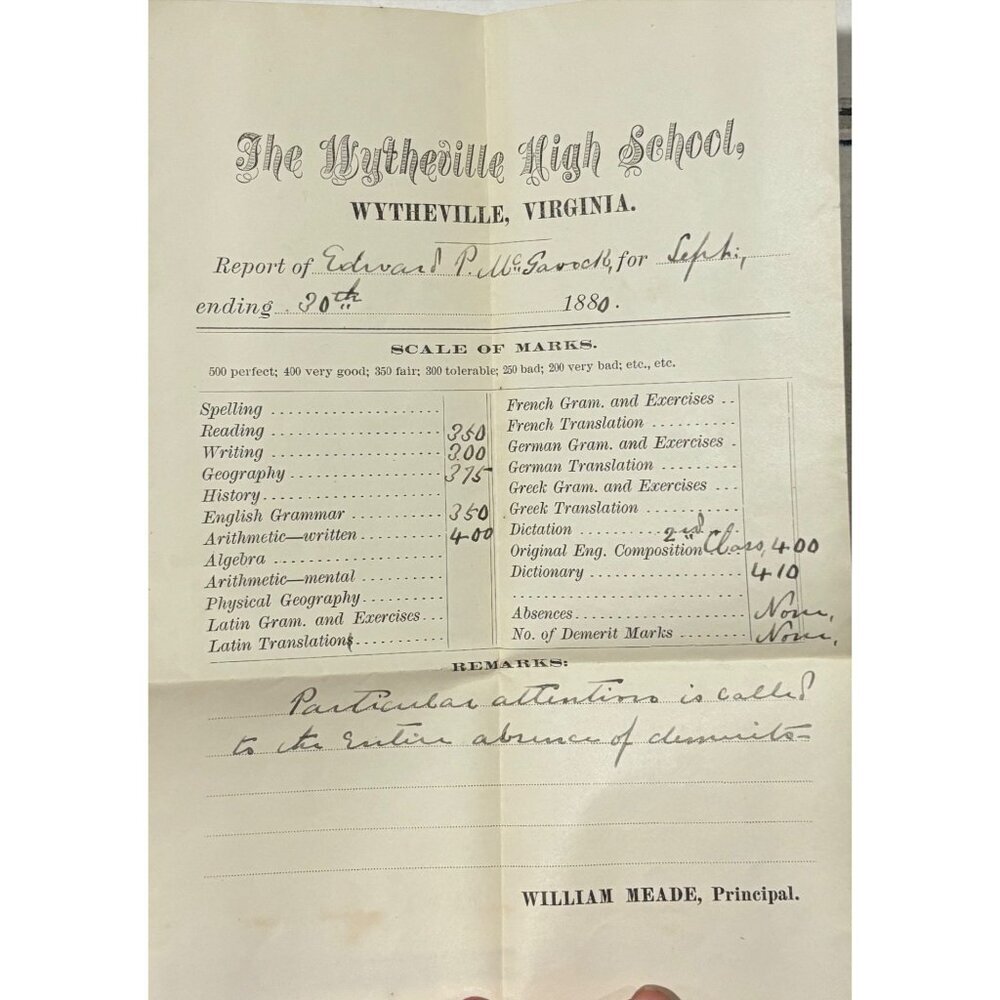 The Wytheville High School,
WYTHEVILLE, VIRGINIA.
Report of Edward P. McGavock, for Sept:,
ending 30th 1880.
SCALE OF MARKS.
500 perfect; 400 very good; 350 fair; 300 tolerable; 250 bad; 200 very bad; etc., etc.
Spelling
Reading 350
Writing 300
Geography 375
History
English Grammar 350
Arithmetic—written 400
Algebra
Arithmetic—mental
Physical Geography
Latin Gram. and Exercises
Latin Translations
French Gram. and Exercises
French Translation
German Gram. and Exercises
German Translation
Greek Gram. and Exercises
Greek Translation
Dictation 2nd
Original Eng. Composition Class, 400
Dictionary 410
Absences None,
No. of Demerit Marks None,
REMARKS:
Particular attention is called
to the entire absence of demerits—
WILLIAM MEADE, Principal.